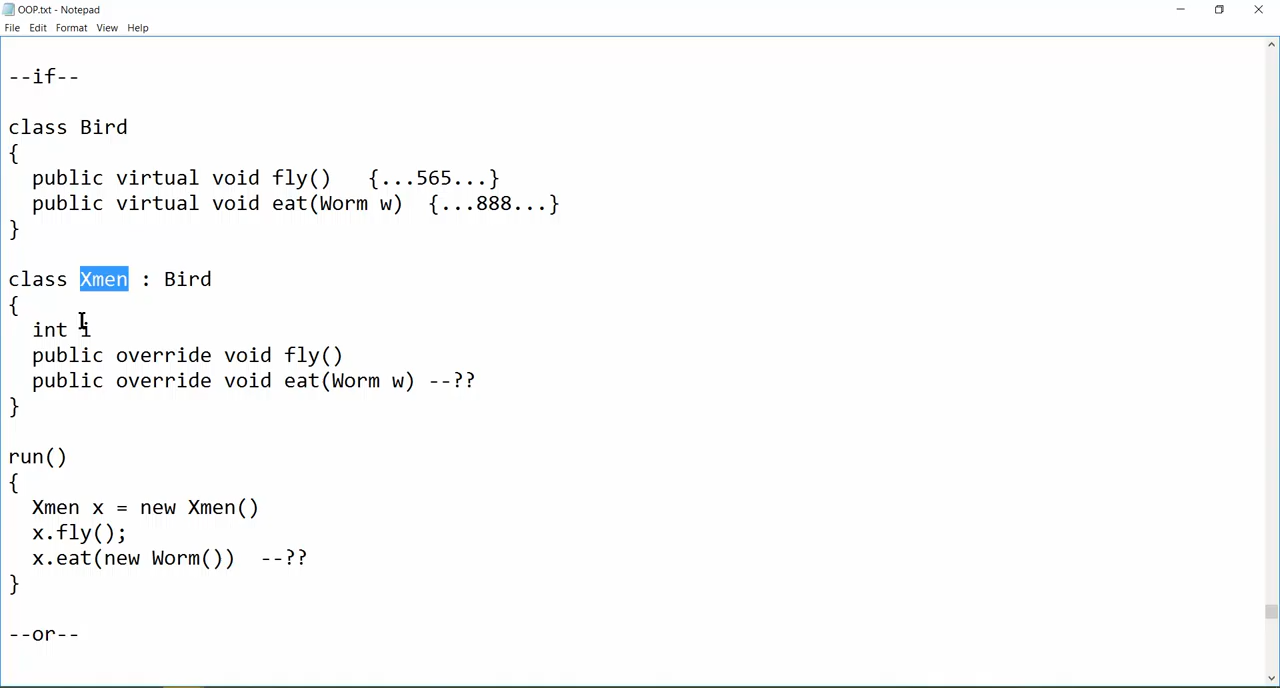 OOP.txt - Notepad
File Edit Format View Help
--if--
class Bird
{
public virtual void fly() {...565...}
public virtual void eat(Worm w) {...888...}
}
class Xmen : Bird
{
int i
public override void fly()
public override void eat(Worm w) --??
}
run()
{
Xmen x = new Xmen()
x.fly();
x.eat(new Worm()) --??
}
--or--